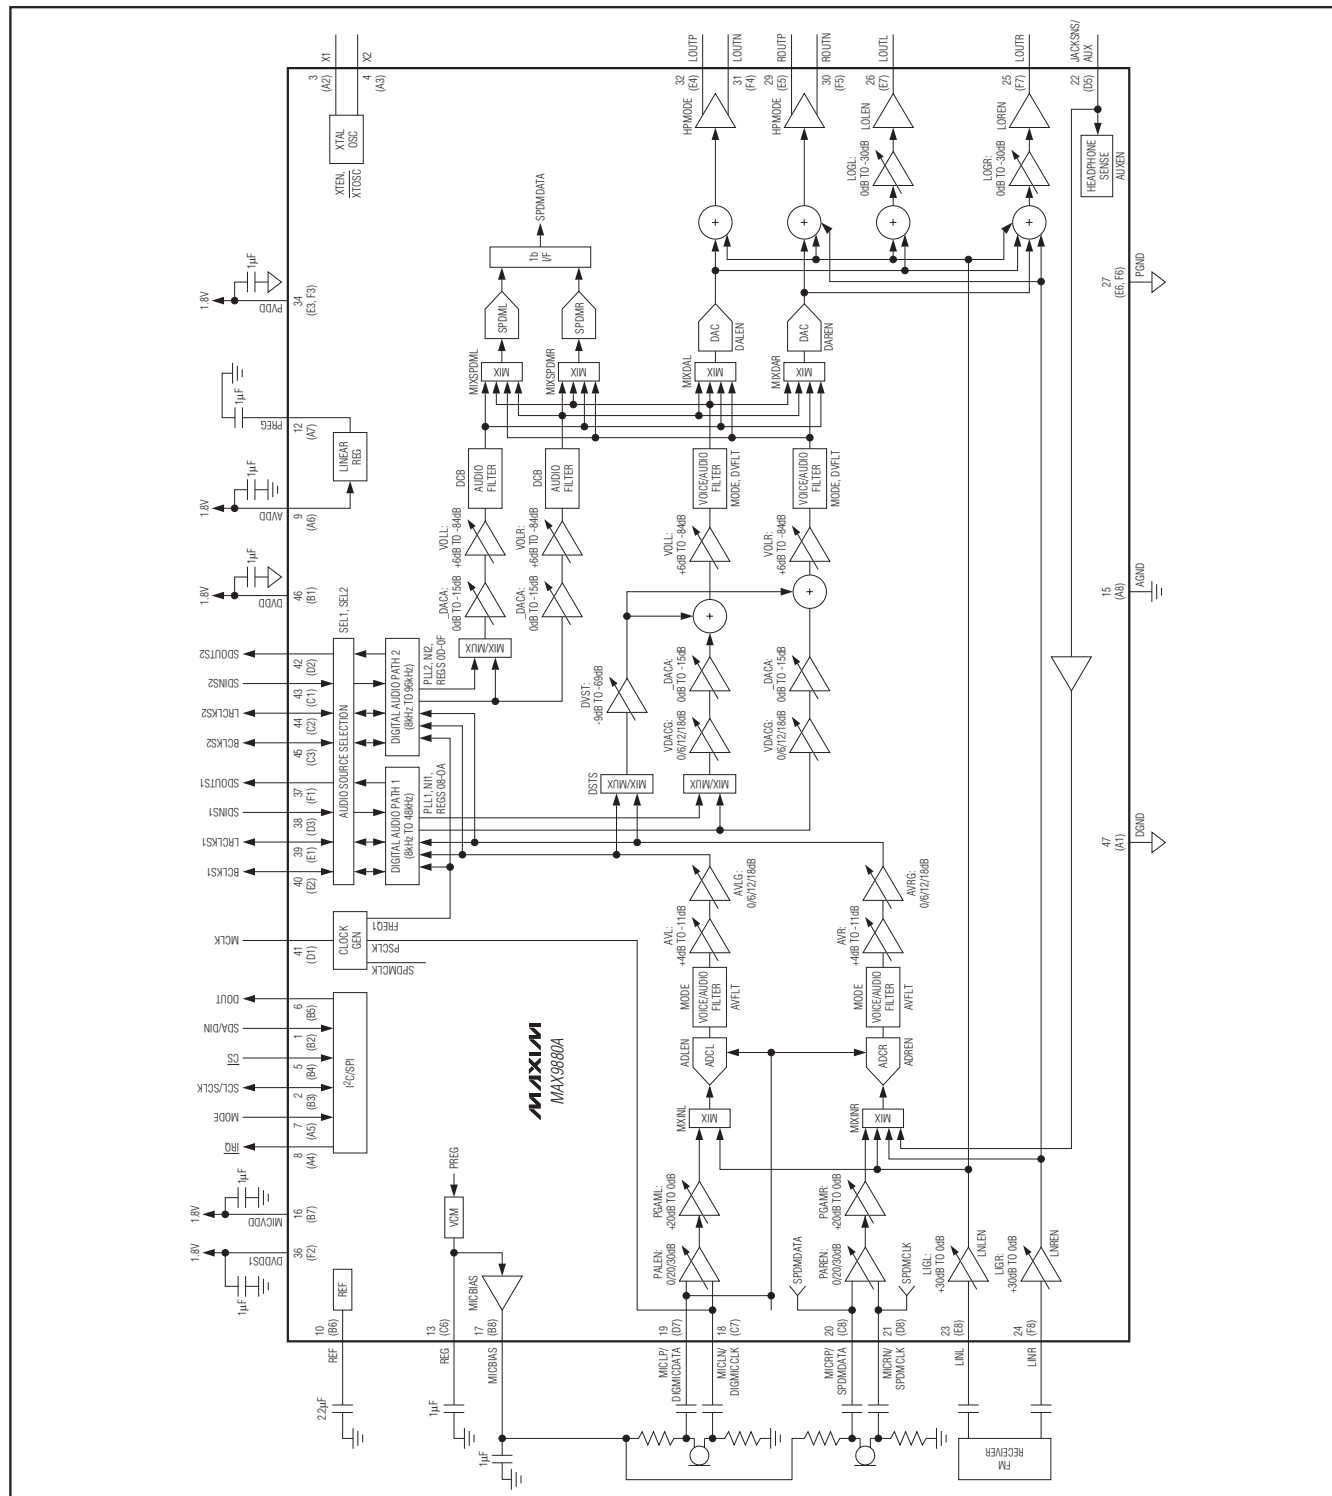 X1
3
(A2)
X2
4
(A3)
XTAL
OSC
XTEN,
XTOSC
32
(E4)
LOUTP
31
(F4)
LOUTN
29
(E5)
ROUTP
30
(F5)
ROUTN
26
(E7)
LOUTL
25
(F7)
LOUTR
22
(D5)
JACKSNS/
AUX
HPMODE
HPMODE
LOLEN
LOREN
LOGL:
0dB TO -30dB
LOGR:
0dB TO -30dB
HEADPHONE
SENSE
AUXEN
+
+
+
+
SPDMDATA
1b
I/F
SPDML
SPDMR
MIXSPDML
MIX
MIXSPDMR
MIX
DAC
DALEN
DAC
DAREN
MIXDAL
MIX
MIXDAR
MIX
27
(E6, F6)
PGND
1.8V
1µF
PVDD
34
(E3, F3)
1µF
PREG
12
(A7)
LINEAR
REG
1.8V
1µF
AVDD
9
(A6)
1.8V
1µF
DVDD
46
(B1)
DCB
AUDIO
FILTER
DCB
AUDIO
FILTER
VOICE/AUDIO
FILTER
MODE, DVFLT
VOICE/AUDIO
FILTER
MODE, DVFLT
VOLL:
+6dB TO -84dB
VOLR:
+6dB TO -84dB
VOLL:
+6dB TO -84dB
VOLR:
+6dB TO -84dB
_DACA:
0dB TO -15dB
_DACA:
0dB TO -15dB
+
+
15
(A8)
AGND
SEL1, SEL2
SDOUTS2
42
(D2)
SDINS2
43
(C1)
LRCLKS2
44
(C2)
BCLKS2
45
(C3)
SDOUTS1
37
(F1)
SDINS1
38
(D3)
LRCLKS1
39
(E1)
BCLKS1
40
(E2)
AUDIO SOURCE SELECTION
DIGITAL AUDIO PATH 2
(8kHz TO 96kHz)
PLL2, NI2,
REGS 0D-0F
DIGITAL AUDIO PATH 1
(8kHz TO 48kHz)
PLL1, NI1,
REGS 08-0A
MIX/MUX
DVST:
-9dB TO -69dB
_DACA:
0dB TO -15dB
_DACA:
0dB TO -15dB
VDACG:
0/6/12/18dB
VDACG:
0/6/12/18dB
DSTS
MIX/MUX
MIX/MUX
47
(A1)
DGND
MCLK
41
(D1)
CLOCK
GEN
FREQ1
PSCLK
SPDMCLK
AVLG:
0/6/12/18dB
AVRG:
0/6/12/18dB
AVL:
+4dB TO -11dB
AVR:
+4dB TO -11dB
MODE
VOICE/AUDIO
FILTER
AVFLT
MODE
VOICE/AUDIO
FILTER
AVFLT
DOUT
6
(B5)
SDA/DIN
1
(B2)
CS
5
(B4)
SCL/SCLK
2
(B3)
MODE
7
(A5)
IRQ
8
(A4)
I²C/SPI
MAXIM
MAX9880A
ADLEN
ADCL
ADCR
ADREN
MXINL
MIX
MIXINR
MIX
1.8V
1µF
MICVDD
16
(B7)
1.8V
1µF
DVDDS1
36
(F2)
PREG
VCM
REF
MICBIAS
PGAML:
+20dB TO 0dB
PGAMR:
+20dB TO 0dB
PALEN:
0/20/30dB
PAREN:
0/20/30dB
SPDMDATA
SPDMCLK
LIGL:
+30dB TO 0dB
LNLEN
LIGR:
+30dB TO 0dB
LNREN
10
(B6)
REF
13
(C6)
REG
17
(B8)
MICBIAS
19
(D7)
MICLP/
DIGMICDATA
18
(C7)
MICLN/
DIGMICCLK
20
(C8)
MICRP/
SPDMDATA
21
(D8)
MICRN/
SPDMCLK
23
(E8)
LINL
24
(F8)
LINR
2.2µF
1µF
1µF
FM
RECEIVER